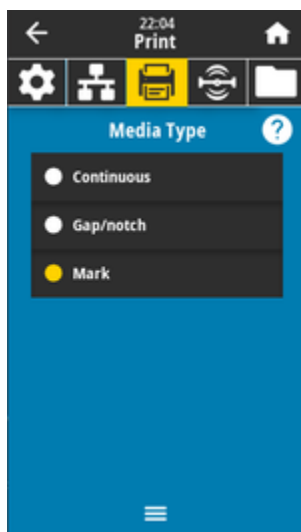 22:04
Print
Media Type
?
Continuous
Gap/notch
Mark